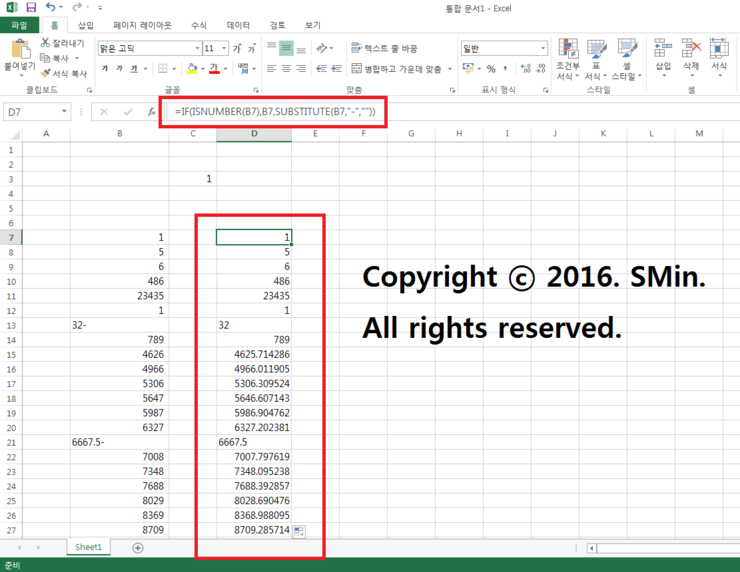 통합 문서1 - Excel
파일 홈 삽입 페이지 레이아웃 수식 데이터 검토 보기
붙여넣기 잘라내기 복사 서식 복사
맑은 고딕 11 가 가
가 가 가 가 내천
텍스트 줄 바꿈
병합하고 가운데 맞춤
일반
% ,
조건부 서식 표 서식 셀 스타일 삽입 삭제 서식
클립보드 글꼴 맞춤 표시 형식 스타일 셀
D7 fx =IF(ISNUMBER(B7),B7,SUBSTITUTE(B7,"-",""))
A B C D E F G H I J K L M
1
2
3 1
4
5
6
7 1 1
8 5 5
9 6 6
10 486 486
11 23435 23435
12 1 1
13 32- 32
14 789 789
15 4626 4625.714286
16 4966 4966.011905
17 5306 5306.309524
18 5647 5646.607143
19 5987 5986.904762
20 6327 6327.202381
21 6667.5- 6667.5
22 7008 7007.797619
23 7348 7348.095238
24 7688 7688.392857
25 8029 8028.690476
26 8369 8368.988095
27 8709 8709.285714
Copyright ⓒ 2016. SMin.
All rights reserved.
Sheet1
준비